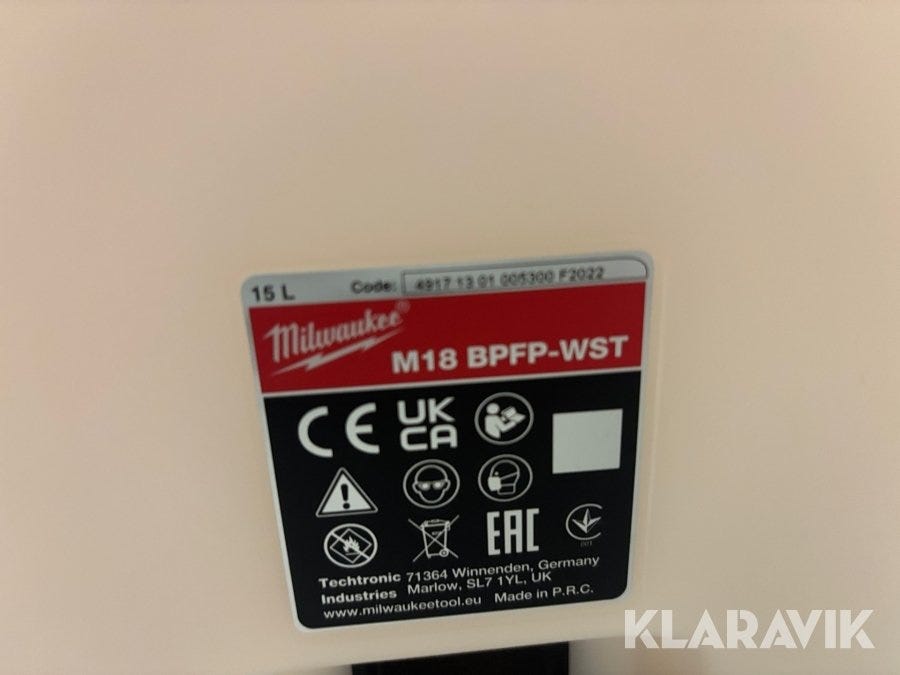 15 L Code: 4917 13 01 005300 F2022
Milwaukee®
M18 BPFP-WST
CE UK
CA
EAC
Techtronic 71364 Winnenden, Germany
Industries Marlow, SL7 1YL, UK
www.milwaukeetool.eu Made in P.R.C.
KLARAVIK